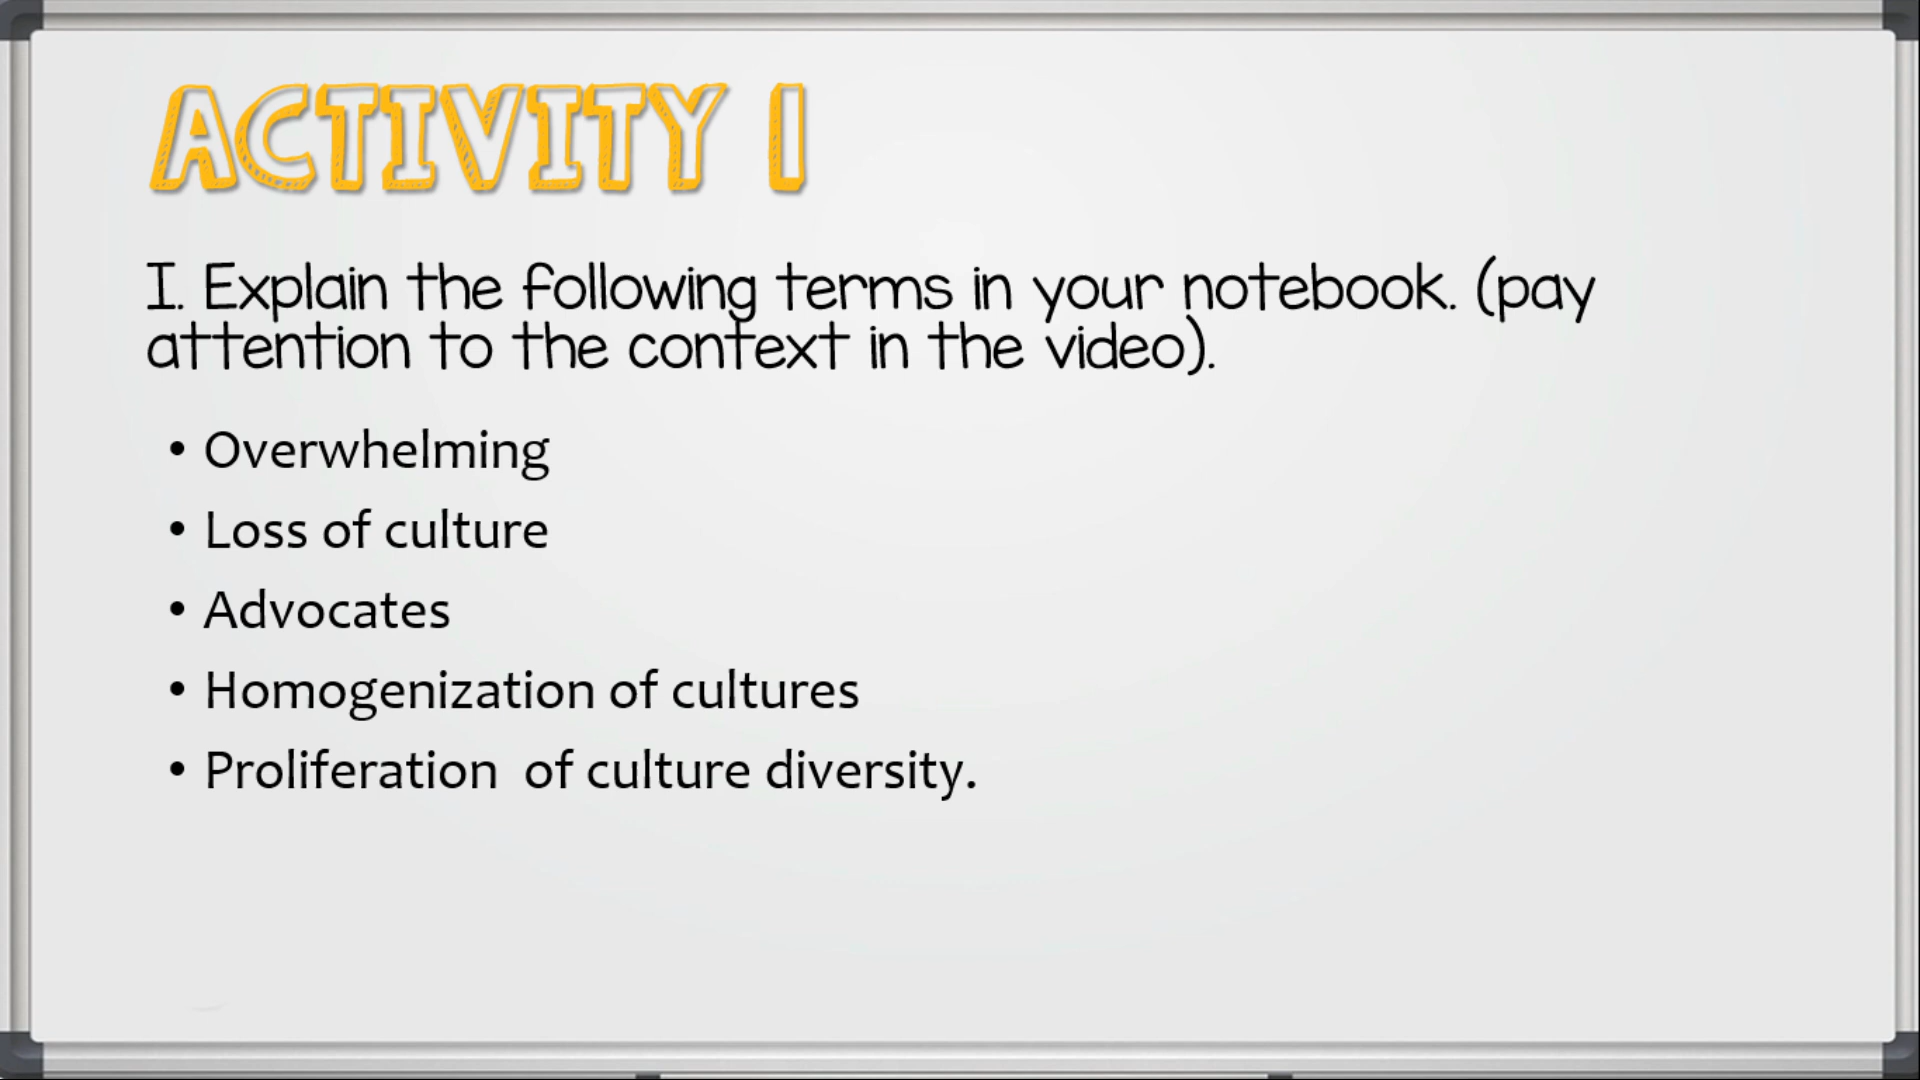 ACTIVITY 1
I. Explain the following terms in your notebook. (pay
attention to the context in the video).
• Overwhelming
• Loss of culture
• Advocates
• Homogenization of cultures
• Proliferation  of culture diversity.